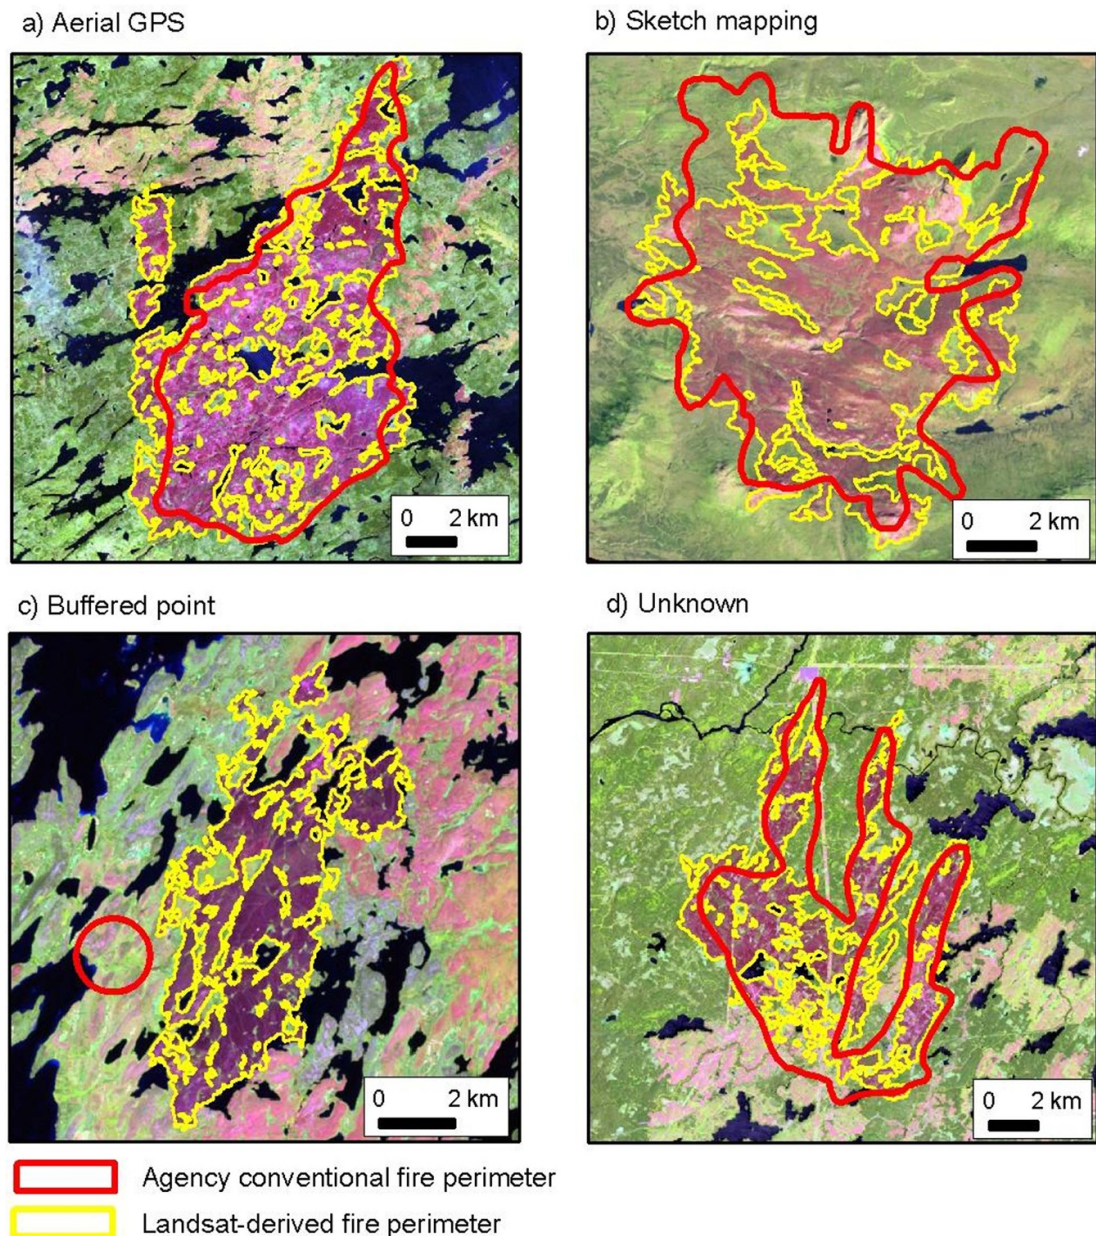 a) Aerial GPS
b) Sketch mapping
0 2 km
0 2 km
c) Buffered point
d) Unknown
0 2 km
0 2 km
Agency conventional fire perimeter
Landsat-derived fire perimeter